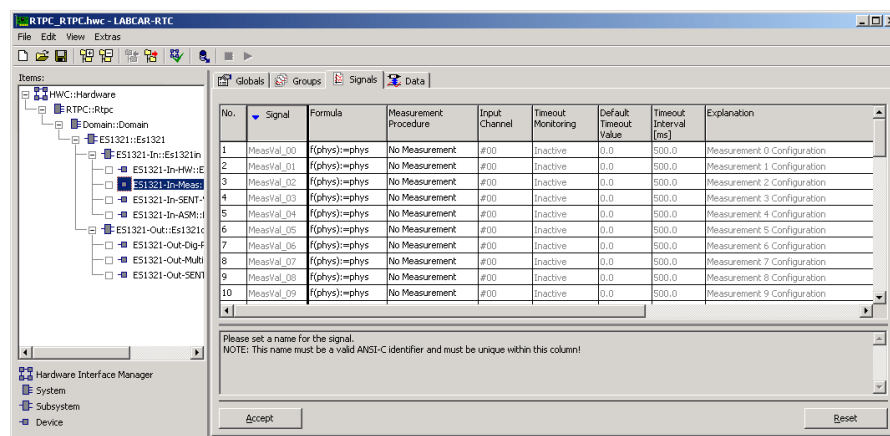 RTPC_RTPC.hwc - LABCAR-RTC
File Edit View Extras
Items:
HWC::Hardware
RTPC::Rtpc
Domain::Domain
ES1321::Es1321
ES1321-In::Es1321in
ES1321-In-HW::E
ES1321-In-Meas:
ES1321-In-SENT-
ES1321-In-ASM::
ES1321-Out::Es1321c
ES1321-Out-Dig-F
ES1321-Out-Multi
ES1321-Out-SENT
Hardware Interface Manager
System
Subsystem
Device
Globals Groups Signals Data
No. Signal Formula Measurement Procedure Input Channel Timeout Monitoring Default Timeout Value Timeout Interval [ms] Explanation
1 MeasVal_00 f(phys):=phys No Measurement #00 Inactive 0.0 500.0 Measurement 0 Configuration
2 MeasVal_01 f(phys):=phys No Measurement #00 Inactive 0.0 500.0 Measurement 1 Configuration
3 MeasVal_02 f(phys):=phys No Measurement #00 Inactive 0.0 500.0 Measurement 2 Configuration
4 MeasVal_03 f(phys):=phys No Measurement #00 Inactive 0.0 500.0 Measurement 3 Configuration
5 MeasVal_04 f(phys):=phys No Measurement #00 Inactive 0.0 500.0 Measurement 4 Configuration
6 MeasVal_05 f(phys):=phys No Measurement #00 Inactive 0.0 500.0 Measurement 5 Configuration
7 MeasVal_06 f(phys):=phys No Measurement #00 Inactive 0.0 500.0 Measurement 6 Configuration
8 MeasVal_07 f(phys):=phys No Measurement #00 Inactive 0.0 500.0 Measurement 7 Configuration
9 MeasVal_08 f(phys):=phys No Measurement #00 Inactive 0.0 500.0 Measurement 8 Configuration
10 MeasVal_09 f(phys):=phys No Measurement #00 Inactive 0.0 500.0 Measurement 9 Configuration
Please set a name for the signal.
NOTE: This name must be a valid ANSI-C identifier and must be unique within this column!
Accept Reset